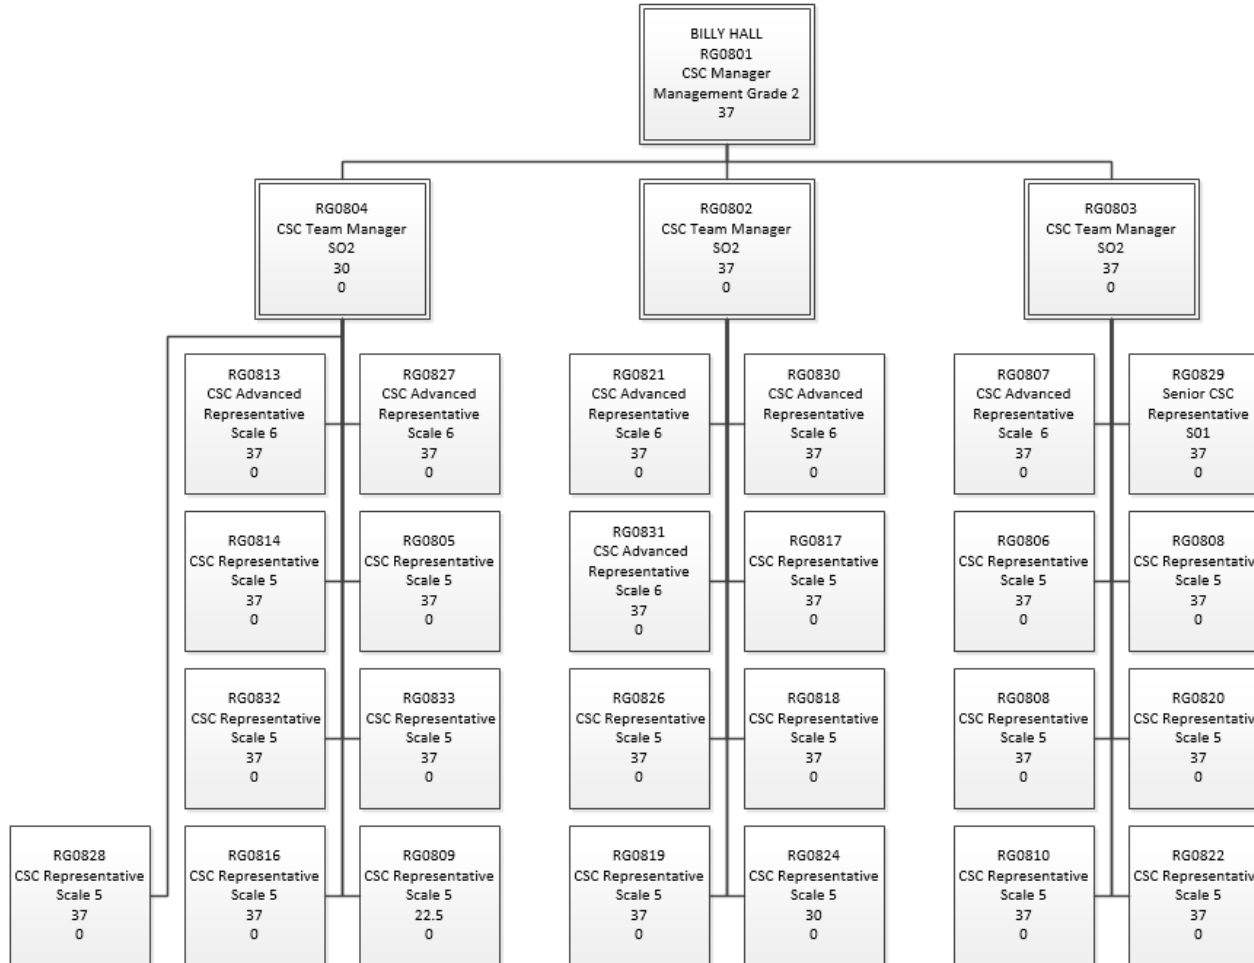 BILLY HALL
RG0801
CSC Manager
Management Grade 2
37
RG0804
CSC Team Manager
SO2
30
0
RG0802
CSC Team Manager
SO2
37
0
RG0803
CSC Team Manager
SO2
37
0
RG0813
CSC Advanced
Representative
Scale 6
37
0
RG0827
CSC Advanced
Representative
Scale 6
37
0
RG0821
CSC Advanced
Representative
Scale 6
37
0
RG0830
CSC Advanced
Representative
Scale 6
37
0
RG0807
CSC Advanced
Representative
Scale 6
37
0
RG0829
Senior CSC
Representative
S01
37
0
RG0814
CSC Representative
Scale 5
37
0
RG0805
CSC Representative
Scale 5
37
0
RG0831
CSC Advanced
Representative
Scale 6
37
0
RG0817
CSC Representative
Scale 5
37
0
RG0806
CSC Representative
Scale 5
37
0
RG0808
CSC Representative
Scale 5
37
0
RG0832
CSC Representative
Scale 5
37
0
RG0833
CSC Representative
Scale 5
37
0
RG0826
CSC Representative
Scale 5
37
0
RG0818
CSC Representative
Scale 5
37
0
RG0808
CSC Representative
Scale 5
37
0
RG0820
CSC Representative
Scale 5
37
0
RG0828
CSC Representative
Scale 5
37
0
RG0816
CSC Representative
Scale 5
37
0
RG0809
CSC Representative
Scale 5
22.5
0
RG0819
CSC Representative
Scale 5
37
0
RG0824
CSC Representative
Scale 5
30
0
RG0810
CSC Representative
Scale 5
37
0
RG0822
CSC Representative
Scale 5
37
0